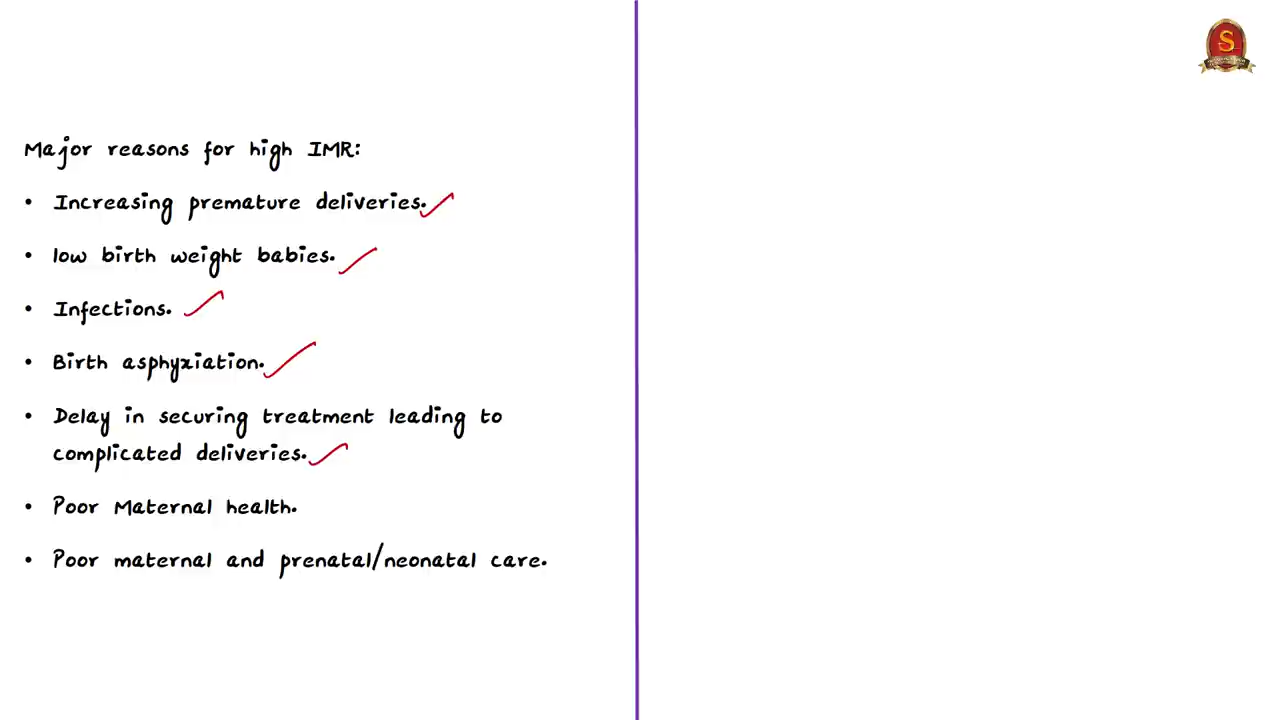 Major reasons for high IMR:
• Increasing premature deliveries.
• low birth weight babies.
• Infections.
• Birth asphyxiation.
• Delay in securing treatment leading to
complicated deliveries.
• Poor Maternal health.
• Poor maternal and prenatal/neonatal care.
S